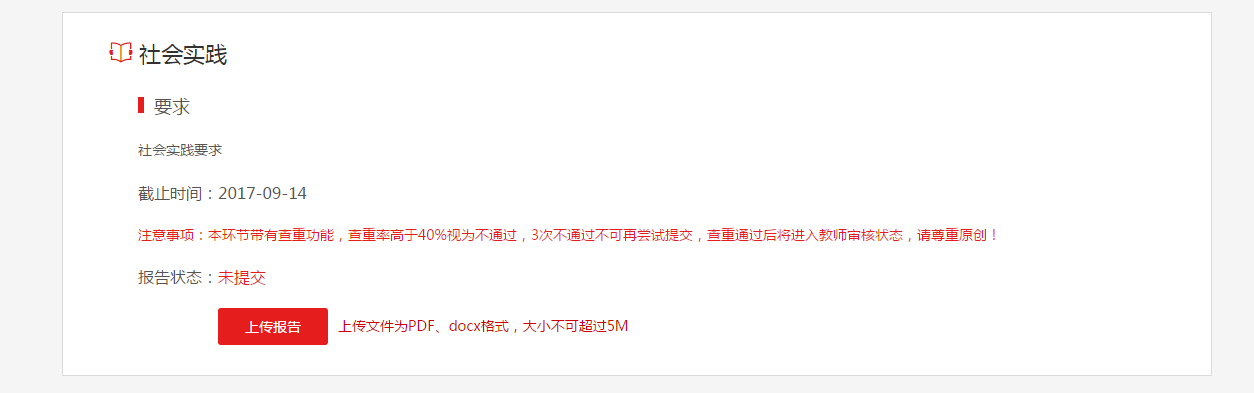 社会实践
要求
社会实践要求
截止时间：2017-09-14
注意事项：本环节带有查重功能，查重率高于40%视为不通过，3次不通过不可再尝试提交，查重通过后将进入教师审核状态，请尊重原创！
报告状态：未提交
上传报告 上传文件为PDF、docx格式，大小不可超过5M